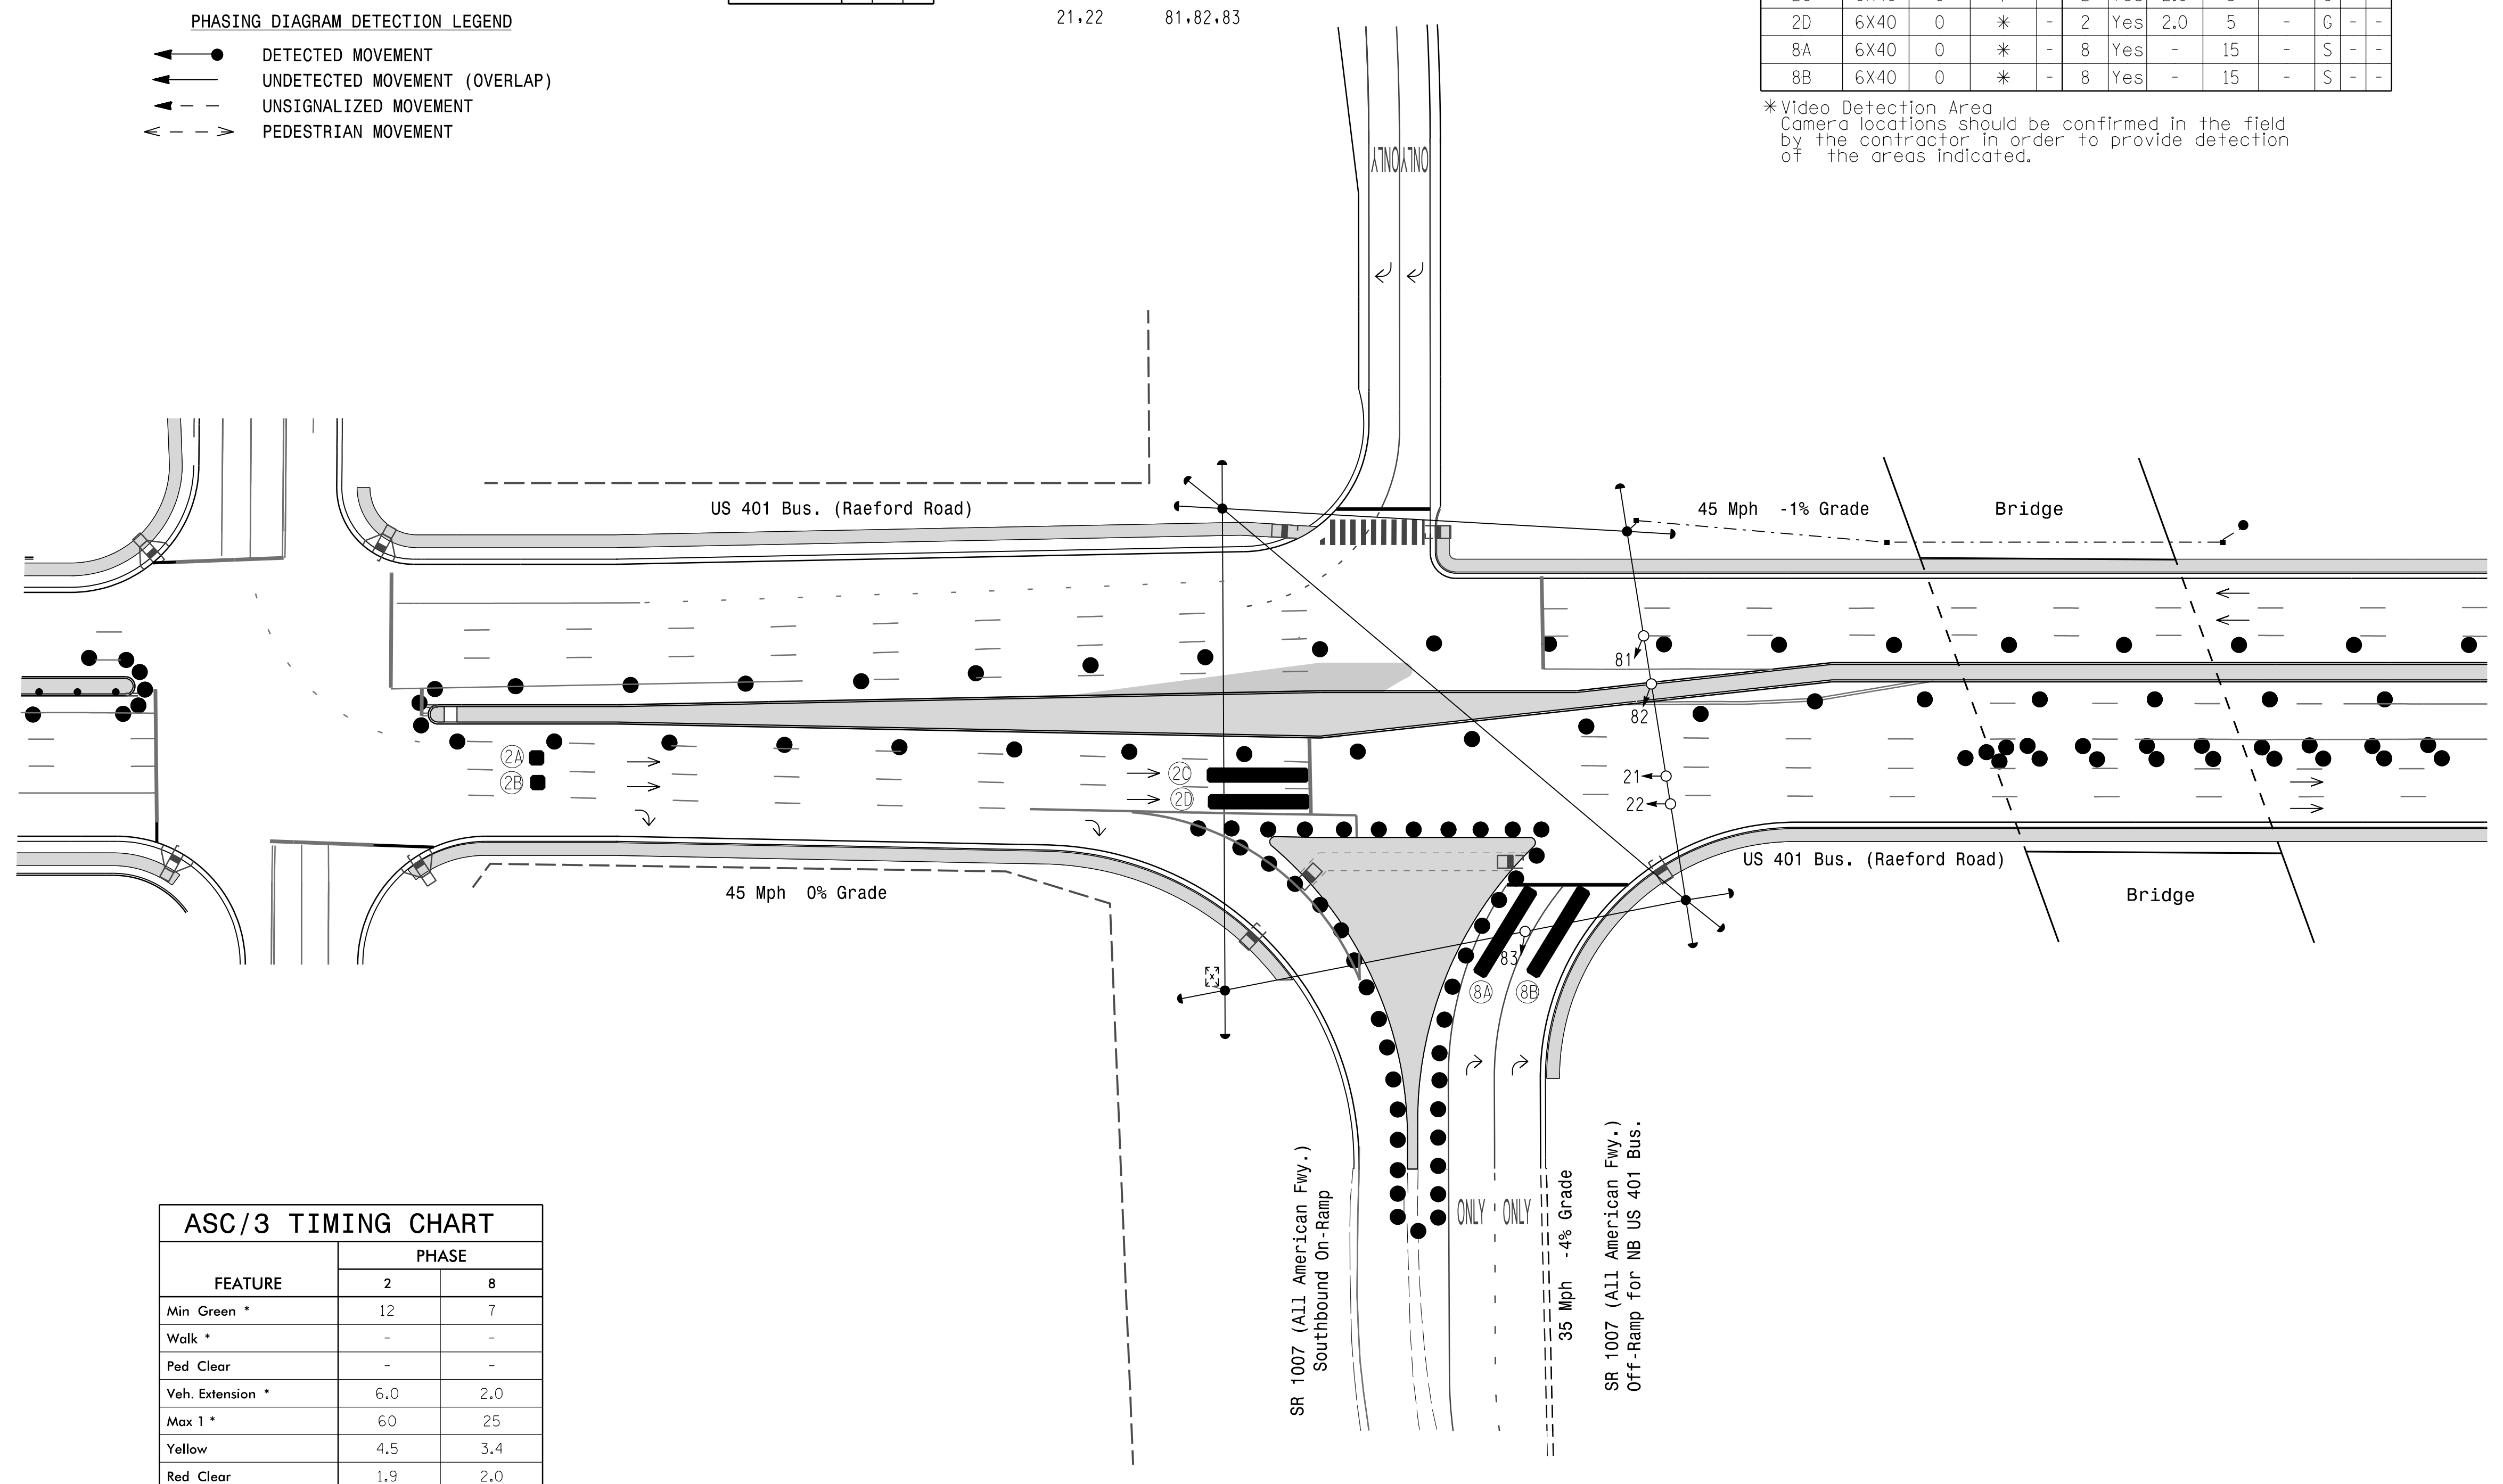 PHASING DIAGRAM DETECTION LEGEND
DETECTED MOVEMENT
UNDETECTED MOVEMENT (OVERLAP)
UNSIGNALIZED MOVEMENT
PEDESTRIAN MOVEMENT
21,22 81,82,83
2D 6X40 0 * - 2 Yes 2.0 5 - G - -
8A 6X40 0 * - 8 Yes - 15 - S - -
8B 6X40 0 * - 8 Yes - 15 - S - -
* Video Detection Area
Camera locations should be confirmed in the field
by the contractor in order to provide detection
of the areas indicated.
ONLY ONLY
US 401 Bus. (Raeford Road)
45 Mph -1% Grade
Bridge
81
82
2A
2B
2C
2D
21
22
US 401 Bus. (Raeford Road)
45 Mph 0% Grade
Bridge
83
8A
8B
x
ONLY ONLY
SR 1007 (All American Fwy.)
Southbound On-Ramp
35 Mph -4% Grade
SR 1007 (All American Fwy.)
Off-Ramp for NB US 401 Bus.
ASC/3 TIMING CHART
PHASE
FEATURE 2 8
Min Green * 12 7
Walk * - -
Ped Clear - -
Veh. Extension * 6.0 2.0
Max 1 * 60 25
Yellow 4.5 3.4
Red Clear 1.9 2.0